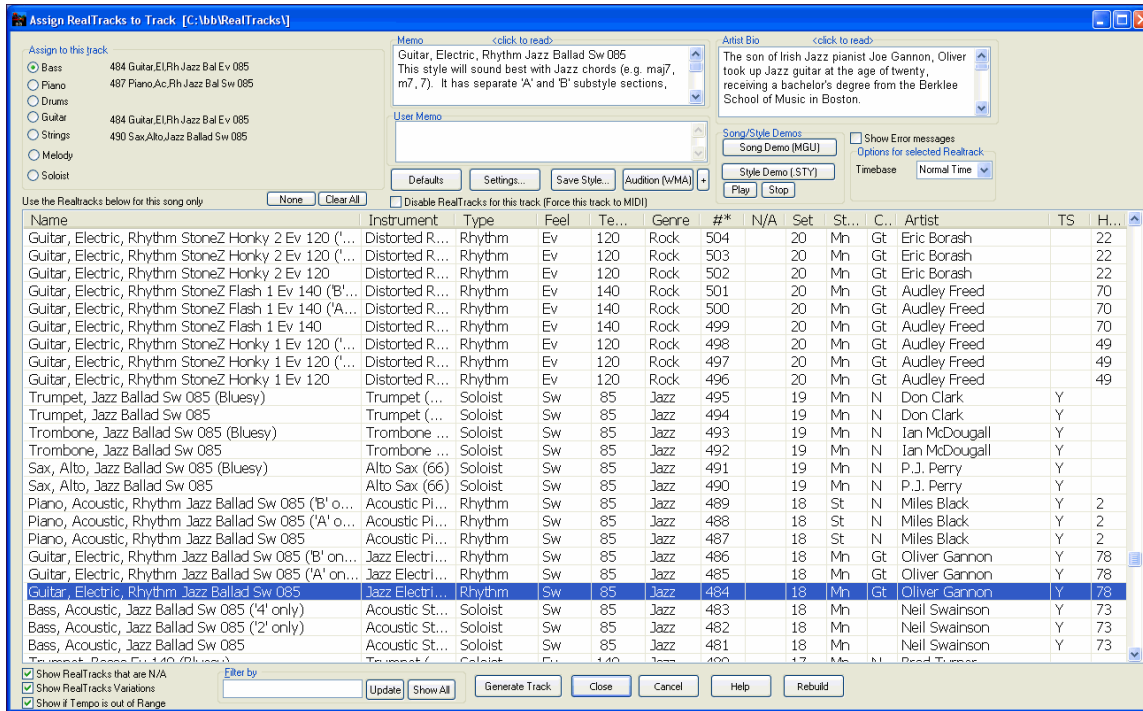 Assign RealTracks to Track [C:\bb\RealTracks\]
Assign to this track
Bass 484 Guitar,El,Rh Jazz Bal Ev 085
Piano 487 Piano,Ac,Rh Jazz Bal Sw 085
Drums
Guitar 484 Guitar,El,Rh Jazz Bal Ev 085
Strings 490 Sax,Alto,Jazz Ballad Sw 085
Melody
Soloist
Use the Realtracks below for this song only None Clear All
Memo <click to read>
Guitar, Electric, Rhythm Jazz Ballad Sw 085
This style will sound best with Jazz chords (e.g. maj7,
m7, 7). It has separate 'A' and 'B' substyle sections,
User Memo
Defaults Settings... Save Style... Audition (WMA) +
Disable RealTracks for this track (Force this track to MIDI)
Artist Bio <click to read>
The son of Irish Jazz pianist Joe Gannon, Oliver
took up Jazz guitar at the age of twenty,
receiving a bachelor's degree from the Berklee
School of Music in Boston.
Song/Style Demos
Song Demo (MGU)
Style Demo (.STY)
Play Stop
Show Error messages
Options for selected Realtrack
Timebase Normal Time
Name Instrument Type Feel Te... Genre #* N/A Set St... C.. Artist TS H...
Guitar, Electric, Rhythm StoneZ Honky 2 Ev 120 ('... Distorted R... Rhythm Ev 120 Rock 504 20 Mn Gt Eric Borash 22
Guitar, Electric, Rhythm StoneZ Honky 2 Ev 120 ('... Distorted R... Rhythm Ev 120 Rock 503 20 Mn Gt Eric Borash 22
Guitar, Electric, Rhythm StoneZ Honky 2 Ev 120 Distorted R... Rhythm Ev 120 Rock 502 20 Mn Gt Eric Borash 22
Guitar, Electric, Rhythm StoneZ Flash 1 Ev 140 ('B'... Distorted R... Rhythm Ev 140 Rock 501 20 Mn Gt Audley Freed 70
Guitar, Electric, Rhythm StoneZ Flash 1 Ev 140 ('A... Distorted R... Rhythm Ev 140 Rock 500 20 Mn Gt Audley Freed 70
Guitar, Electric, Rhythm StoneZ Flash 1 Ev 140 Distorted R... Rhythm Ev 140 Rock 499 20 Mn Gt Audley Freed 70
Guitar, Electric, Rhythm StoneZ Honky 1 Ev 120 ('... Distorted R... Rhythm Ev 120 Rock 498 20 Mn Gt Audley Freed 49
Guitar, Electric, Rhythm StoneZ Honky 1 Ev 120 ('... Distorted R... Rhythm Ev 120 Rock 497 20 Mn Gt Audley Freed 49
Guitar, Electric, Rhythm StoneZ Honky 1 Ev 120 Distorted R... Rhythm Ev 120 Rock 496 20 Mn Gt Audley Freed 49
Trumpet, Jazz Ballad Sw 085 (Bluesy) Trumpet (... Soloist Sw 85 Jazz 495 19 Mn N Don Clark Y
Trumpet, Jazz Ballad Sw 085 Trumpet (... Soloist Sw 85 Jazz 494 19 Mn N Don Clark Y
Trombone, Jazz Ballad Sw 085 (Bluesy) Trombone ... Soloist Sw 85 Jazz 493 19 Mn N Ian McDougall Y
Trombone, Jazz Ballad Sw 085 Trombone ... Soloist Sw 85 Jazz 492 19 Mn N Ian McDougall Y
Sax, Alto, Jazz Ballad Sw 085 (Bluesy) Alto Sax (66) Soloist Sw 85 Jazz 491 19 Mn N P.J. Perry Y
Sax, Alto, Jazz Ballad Sw 085 Alto Sax (66) Soloist Sw 85 Jazz 490 19 Mn N P.J. Perry Y
Piano, Acoustic, Rhythm Jazz Ballad Sw 085 ('B' o... Acoustic Pi... Rhythm Sw 85 Jazz 489 18 St N Miles Black Y 2
Piano, Acoustic, Rhythm Jazz Ballad Sw 085 ('A' o... Acoustic Pi... Rhythm Sw 85 Jazz 488 18 St N Miles Black Y 2
Piano, Acoustic, Rhythm Jazz Ballad Sw 085 Acoustic Pi... Rhythm Sw 85 Jazz 487 18 St N Miles Black Y 2
Guitar, Electric, Rhythm Jazz Ballad Sw 085 ('B' on... Jazz Electri... Rhythm Sw 85 Jazz 486 18 Mn Gt Oliver Gannon Y 78
Guitar, Electric, Rhythm Jazz Ballad Sw 085 ('A' on... Jazz Electri... Rhythm Sw 85 Jazz 485 18 Mn Gt Oliver Gannon Y 78
Guitar, Electric, Rhythm Jazz Ballad Sw 085 Jazz Electri... Rhythm Sw 85 Jazz 484 18 Mn Gt Oliver Gannon Y 78
Bass, Acoustic, Jazz Ballad Sw 085 ('4' only) Acoustic St... Soloist Sw 85 Jazz 483 18 Mn Neil Swainson Y 73
Bass, Acoustic, Jazz Ballad Sw 085 ('2' only) Acoustic St... Soloist Sw 85 Jazz 482 18 Mn Neil Swainson Y 73
Bass, Acoustic, Jazz Ballad Sw 085 Acoustic St... Soloist Sw 85 Jazz 481 18 Mn Neil Swainson Y 73
Show RealTracks that are N/A
Show RealTracks Variations
Show if Tempo is out of Range
Filter by
Update Show All Generate Track Close Cancel Help Rebuild